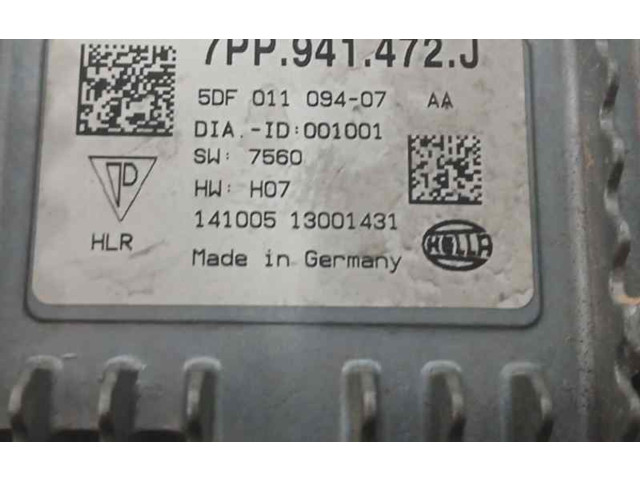 7PP.941.472.J
5DF 011 094-07 AA
DIA.-ID:001001
SW: 7560
HW: H07
141005 13001431
HLR
Made in Germany
HELLA